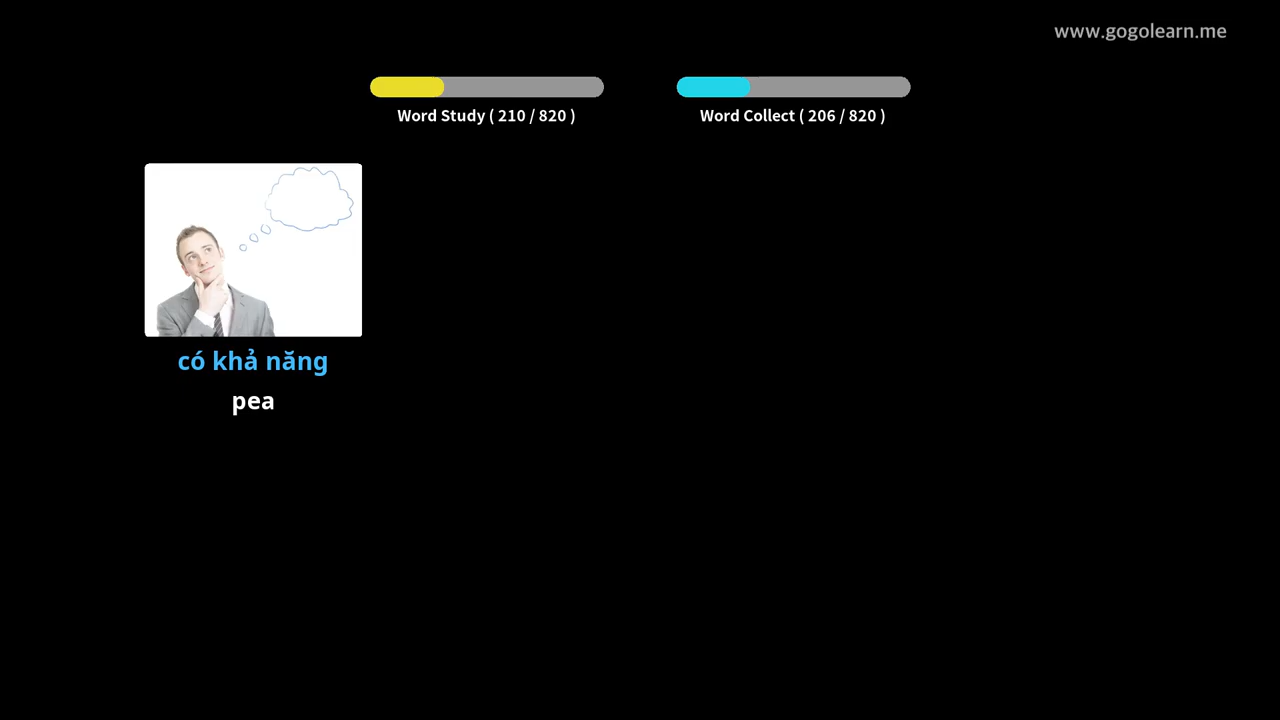 www.gogolearn.me
Word Study ( 210 / 820 )
Word Collect ( 206 / 820 )
có khả năng
pea